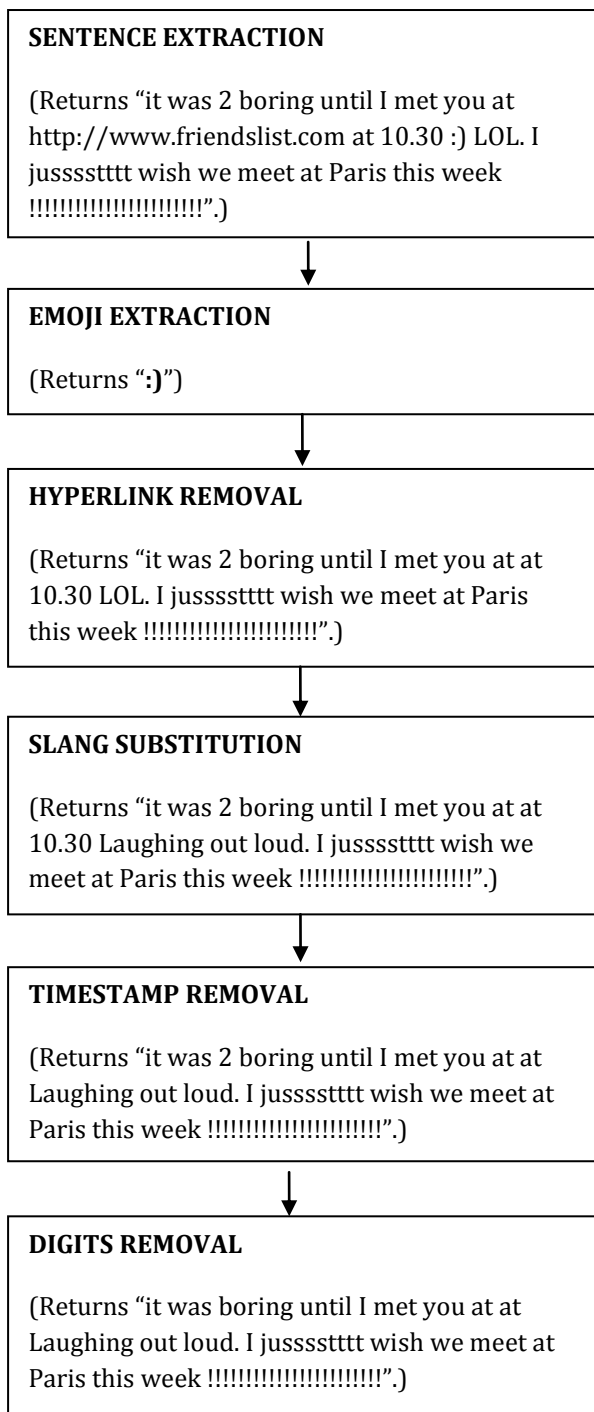 SENTENCE EXTRACTION
(Returns “it was 2 boring until I met you at
http://www.friendslist.com at 10.30 :) LOL. I
jusssstttt wish we meet at Paris this week
!!!!!!!!!!!!!!!!!!!!!!!”.)
EMOJI EXTRACTION
(Returns “:)”)
HYPERLINK REMOVAL
(Returns “it was 2 boring until I met you at at
10.30 LOL. I jusssstttt wish we meet at Paris
this week !!!!!!!!!!!!!!!!!!!!!!!”.)
SLANG SUBSTITUTION
(Returns “it was 2 boring until I met you at at
10.30 Laughing out loud. I jusssstttt wish we
meet at Paris this week !!!!!!!!!!!!!!!!!!!!!!!”.)
TIMESTAMP REMOVAL
(Returns “it was 2 boring until I met you at at
Laughing out loud. I jusssstttt wish we meet at
Paris this week !!!!!!!!!!!!!!!!!!!!!!!”.)
DIGITS REMOVAL
(Returns “it was boring until I met you at at
Laughing out loud. I jusssstttt wish we meet at
Paris this week !!!!!!!!!!!!!!!!!!!!!!!”.)